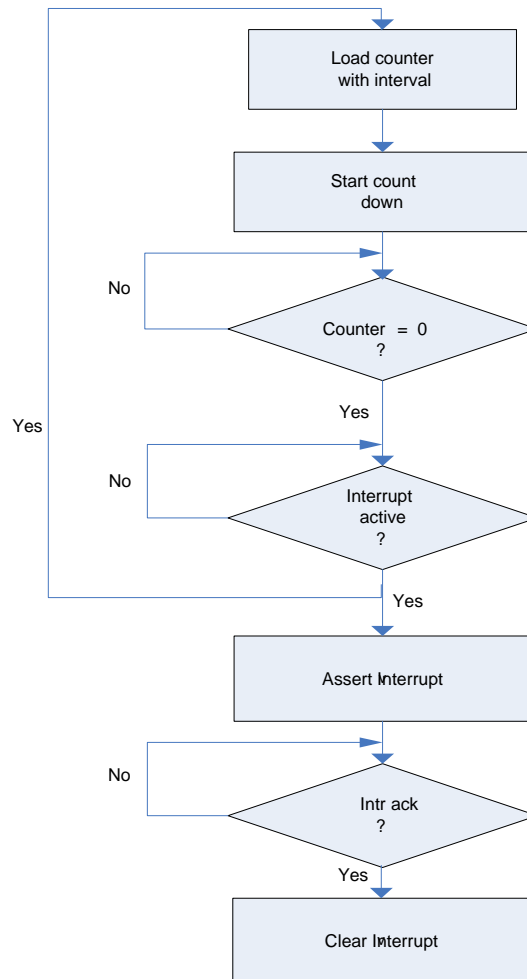 Load counter
with interval
Start count
down
No
Counter = 0
?
Yes
Yes
No
Interrupt
active
?
Yes
Assert Interrupt
No
Intr ack
?
Yes
Clear Interrupt